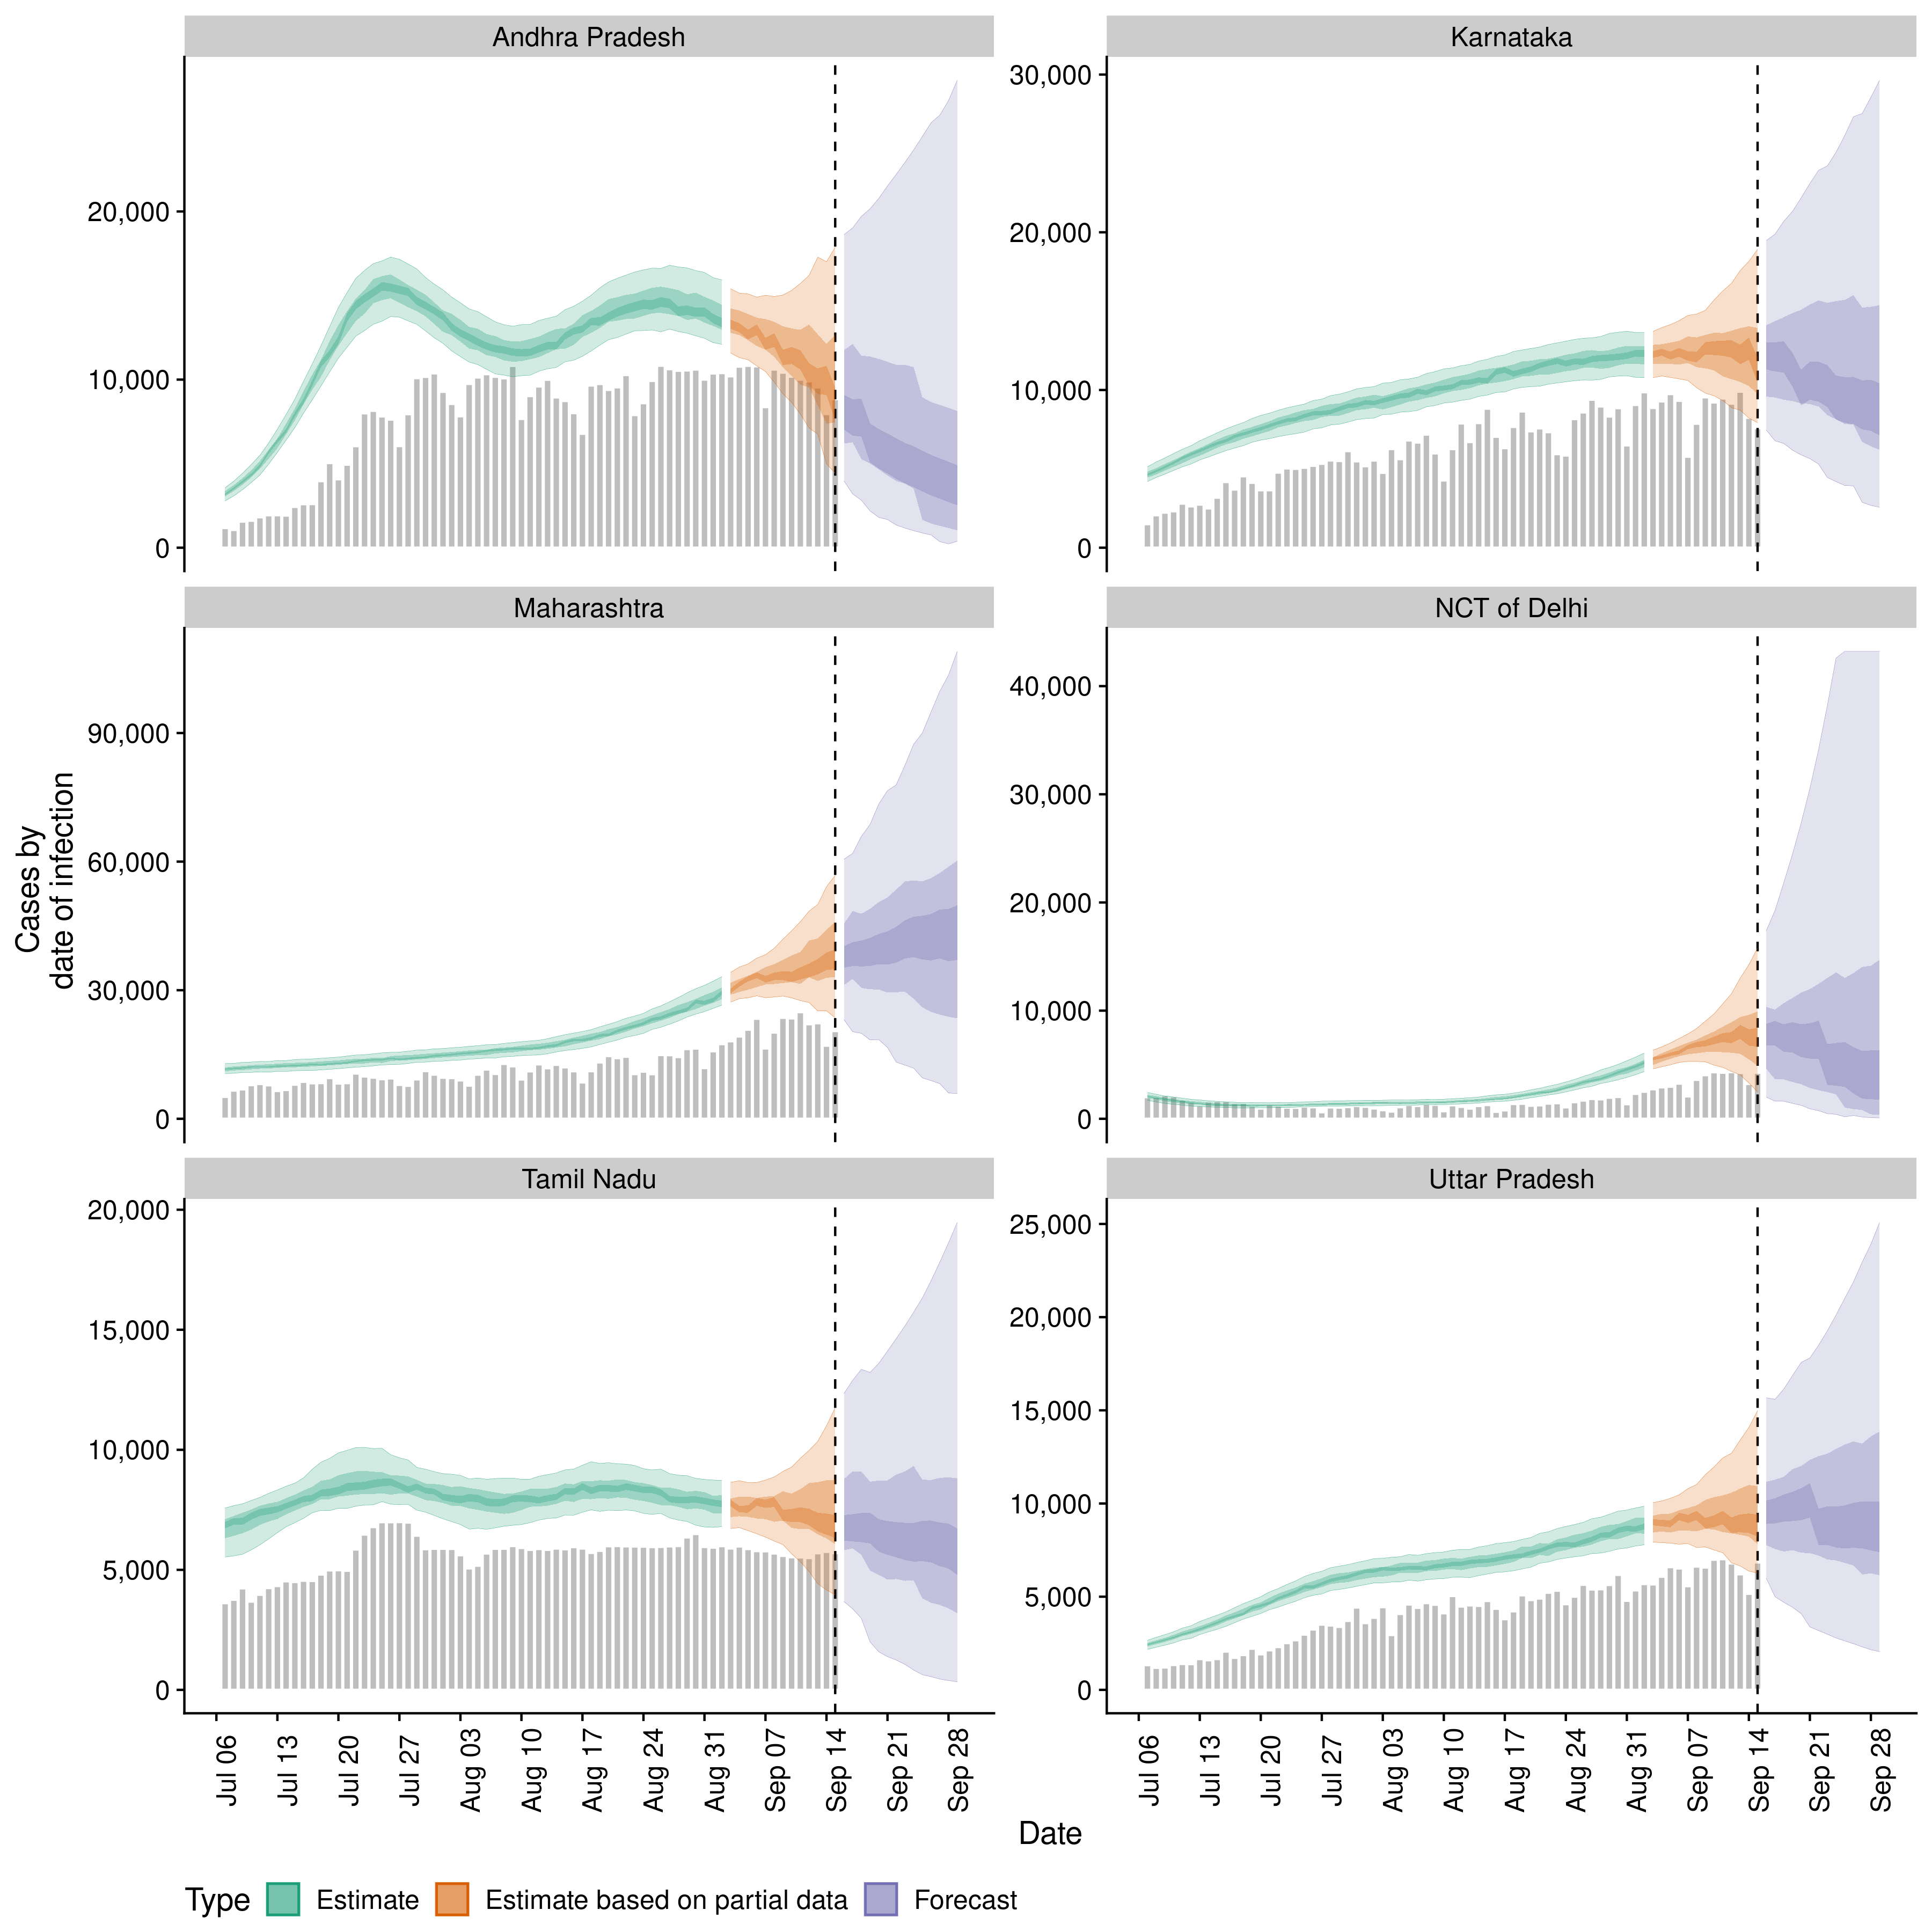 Andhra Pradesh
Karnataka
20,000
10,000
0
30,000
20,000
10,000
0
Maharashtra
NCT of Delhi
90,000
60,000
30,000
0
40,000
30,000
20,000
10,000
0
Cases by
date of infection
Tamil Nadu
Uttar Pradesh
20,000
15,000
10,000
5,000
0
25,000
20,000
15,000
10,000
5,000
0
Jul 06
Jul 13
Jul 20
Jul 27
Aug 03
Aug 10
Aug 17
Aug 24
Aug 31
Sep 07
Sep 14
Sep 21
Sep 28
Jul 06
Jul 13
Jul 20
Jul 27
Aug 03
Aug 10
Aug 17
Aug 24
Aug 31
Sep 07
Sep 14
Sep 21
Sep 28
Date
Type Estimate Estimate based on partial data Forecast